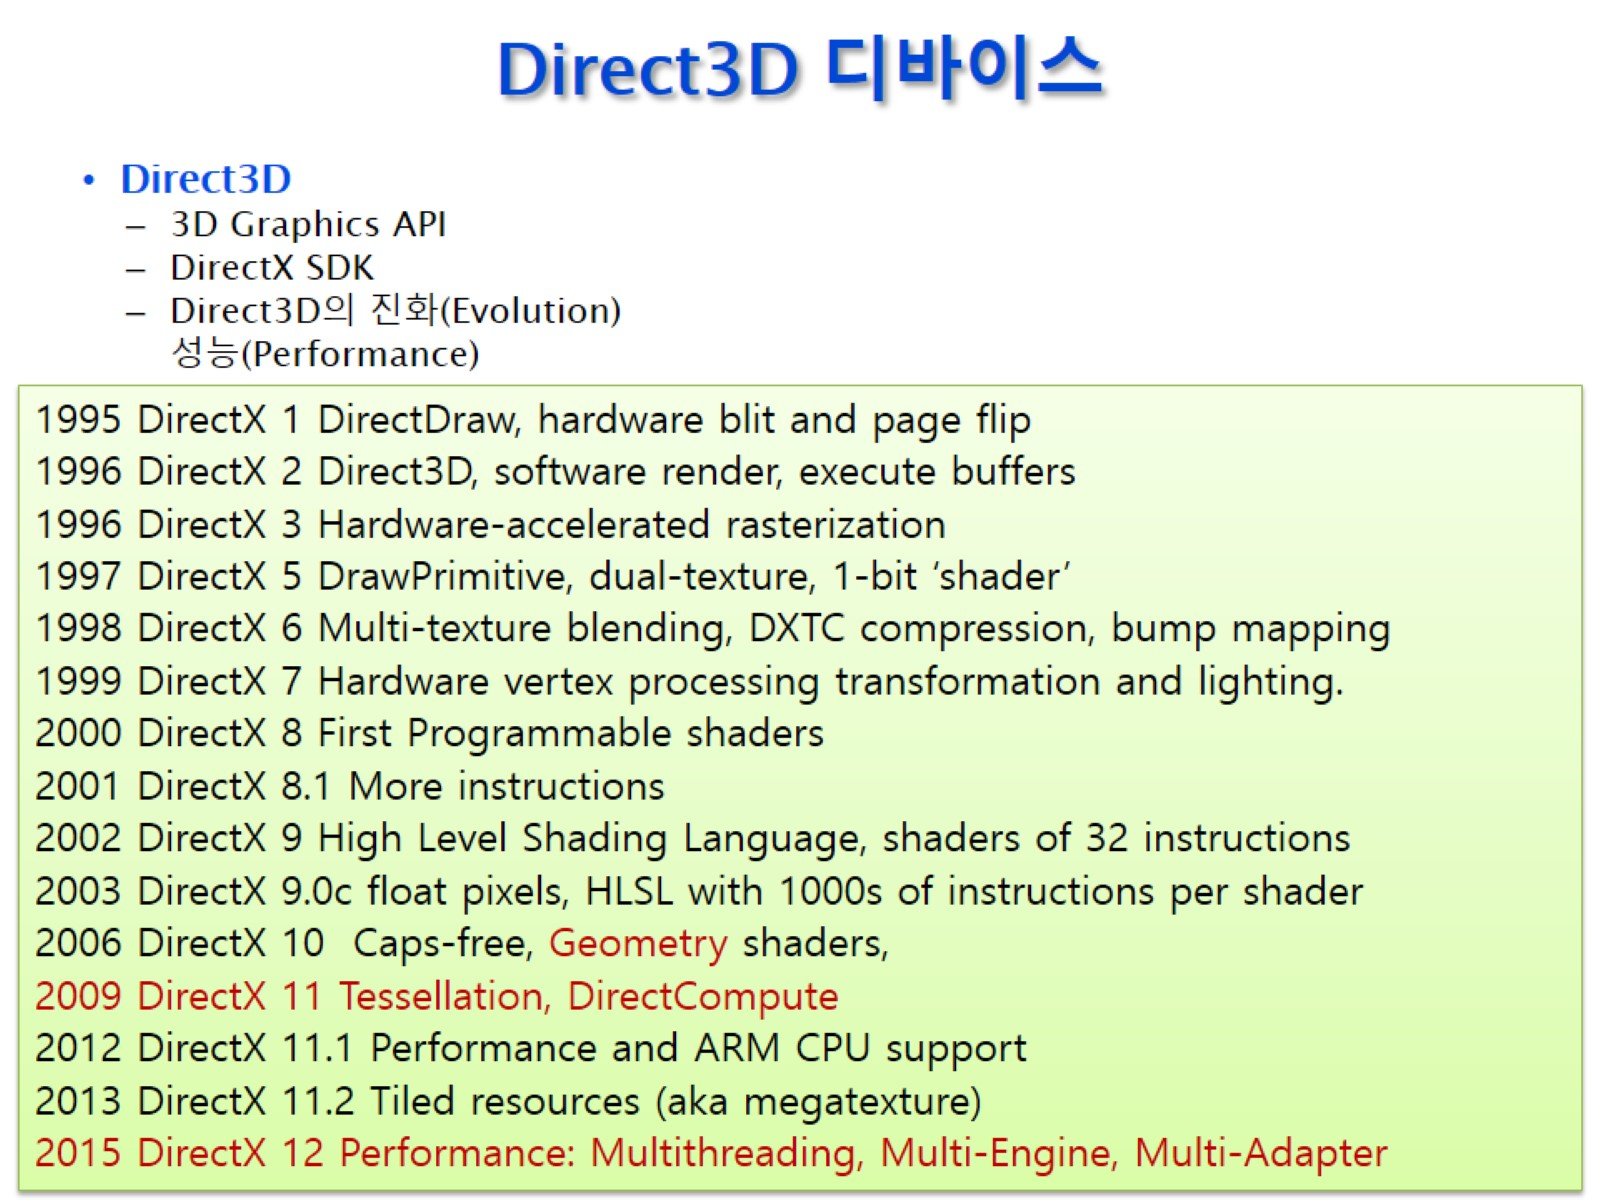 Direct3D 디바이스
• Direct3D
– 3D Graphics API
– DirectX SDK
– Direct3D의 진화(Evolution)
성능(Performance)
1995 DirectX 1 DirectDraw, hardware blit and page flip
1996 DirectX 2 Direct3D, software render, execute buffers
1996 DirectX 3 Hardware-accelerated rasterization
1997 DirectX 5 DrawPrimitive, dual-texture, 1-bit ‘shader’
1998 DirectX 6 Multi-texture blending, DXTC compression, bump mapping
1999 DirectX 7 Hardware vertex processing transformation and lighting.
2000 DirectX 8 First Programmable shaders
2001 DirectX 8.1 More instructions
2002 DirectX 9 High Level Shading Language, shaders of 32 instructions
2003 DirectX 9.0c float pixels, HLSL with 1000s of instructions per shader
2006 DirectX 10  Caps-free, Geometry shaders,
2009 DirectX 11 Tessellation, DirectCompute
2012 DirectX 11.1 Performance and ARM CPU support
2013 DirectX 11.2 Tiled resources (aka megatexture)
2015 DirectX 12 Performance: Multithreading, Multi-Engine, Multi-Adapter